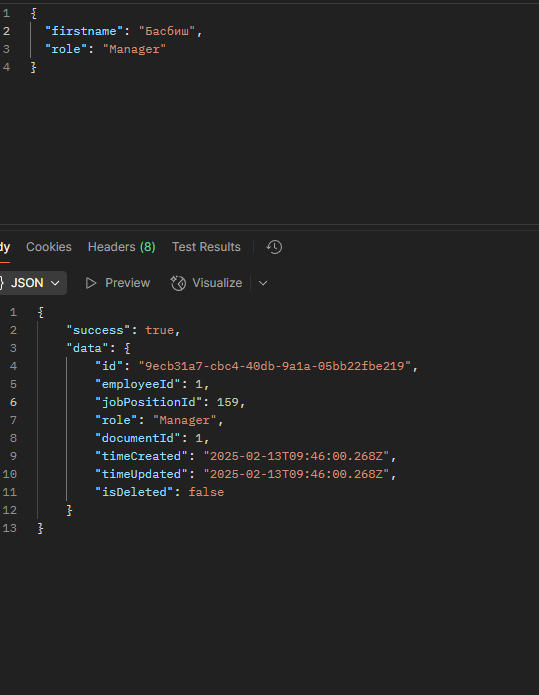 1 {
2 "firstname": "Басбиш",
3 "role": "Manager"
4 }
dy Cookies Headers (8) Test Results
} JSON Preview Visualize
1 {
2 "success": true,
3 "data": {
4 "id": "9ecb31a7-cbc4-40db-9a1a-05bb22fbe219",
5 "employeeId": 1,
6 "jobPositionId": 159,
7 "role": "Manager",
8 "documentId": 1,
9 "timeCreated": "2025-02-13T09:46:00.268Z",
10 "timeUpdated": "2025-02-13T09:46:00.268Z",
11 "isDeleted": false
12 }
13 }